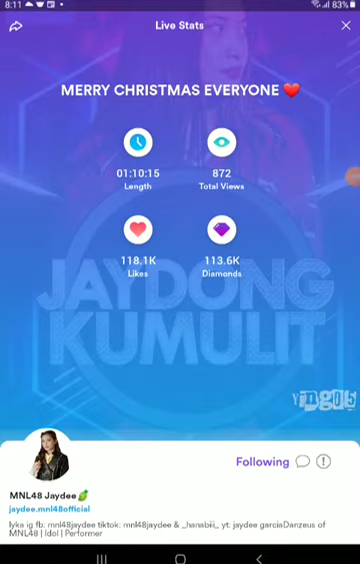 8:11
83%
Live Stats
MERRY CHRISTMAS EVERYONE ❤️
01:10:15
Length
872
Total Views
118.1K
Likes
113.6K
Diamonds
JAYDONG
KUMULIT
Following
MNL48 Jaydee
jaydee.mnl48official
lyka ig fb: mnl48jaydee tiktok: mnl48jaydee & _hanabiii_ yt: jaydee garciaDanzeus of
MNL48 | Idol | Performer